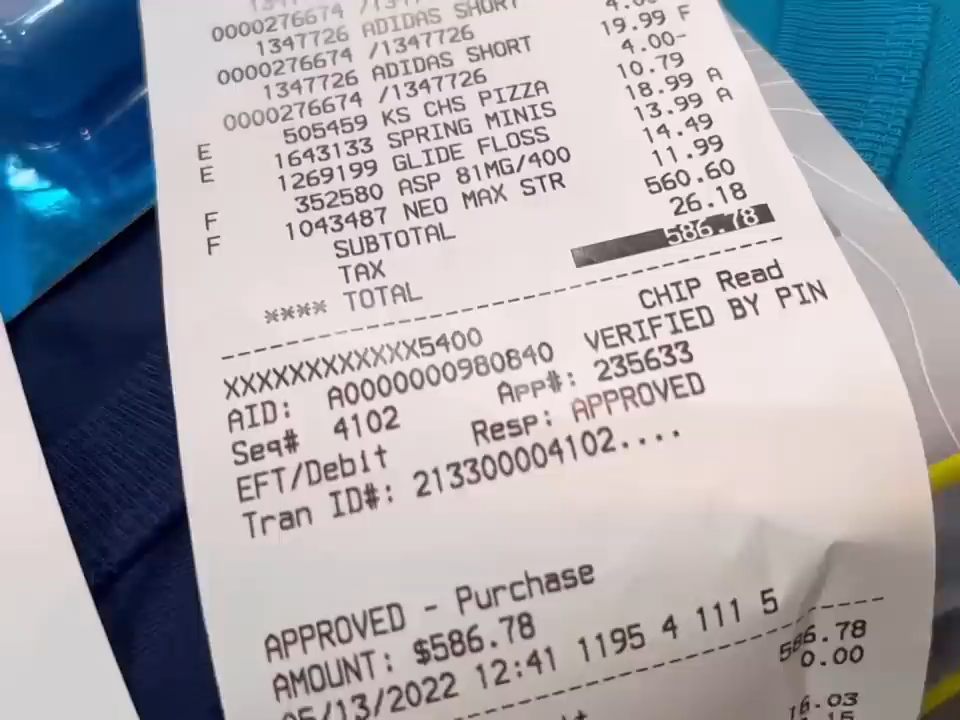 0000276674 /134
1347726 ADIDAS SHORT
0000276674 /1347726 4.00-
1347726 ADIDAS SHORT 19.99 F
0000276674 /1347726 4.00-
E 505459 KS CHS PIZZA 10.79
E 1643133 SPRING MINIS 18.99 A
1269199 GLIDE FLOSS 13.99 A
F 352580 ASP 81MG/400 14.49
F 1043487 NEO MAX STR 11.99
SUBTOTAL 560.60
TAX 26.18
**** TOTAL 586.78
XXXXXXXXXXXX5400 CHIP Read
AID: A0000000980840 VERIFIED BY PIN
Seq# 4102 App#: 235633
EFT/Debit Resp: APPROVED
Tran ID#: 213300004102....
APPROVED - Purchase
AMOUNT: $586.78
05/13/2022 12:41 1195 4 111 5
586.78
0.00
16.03